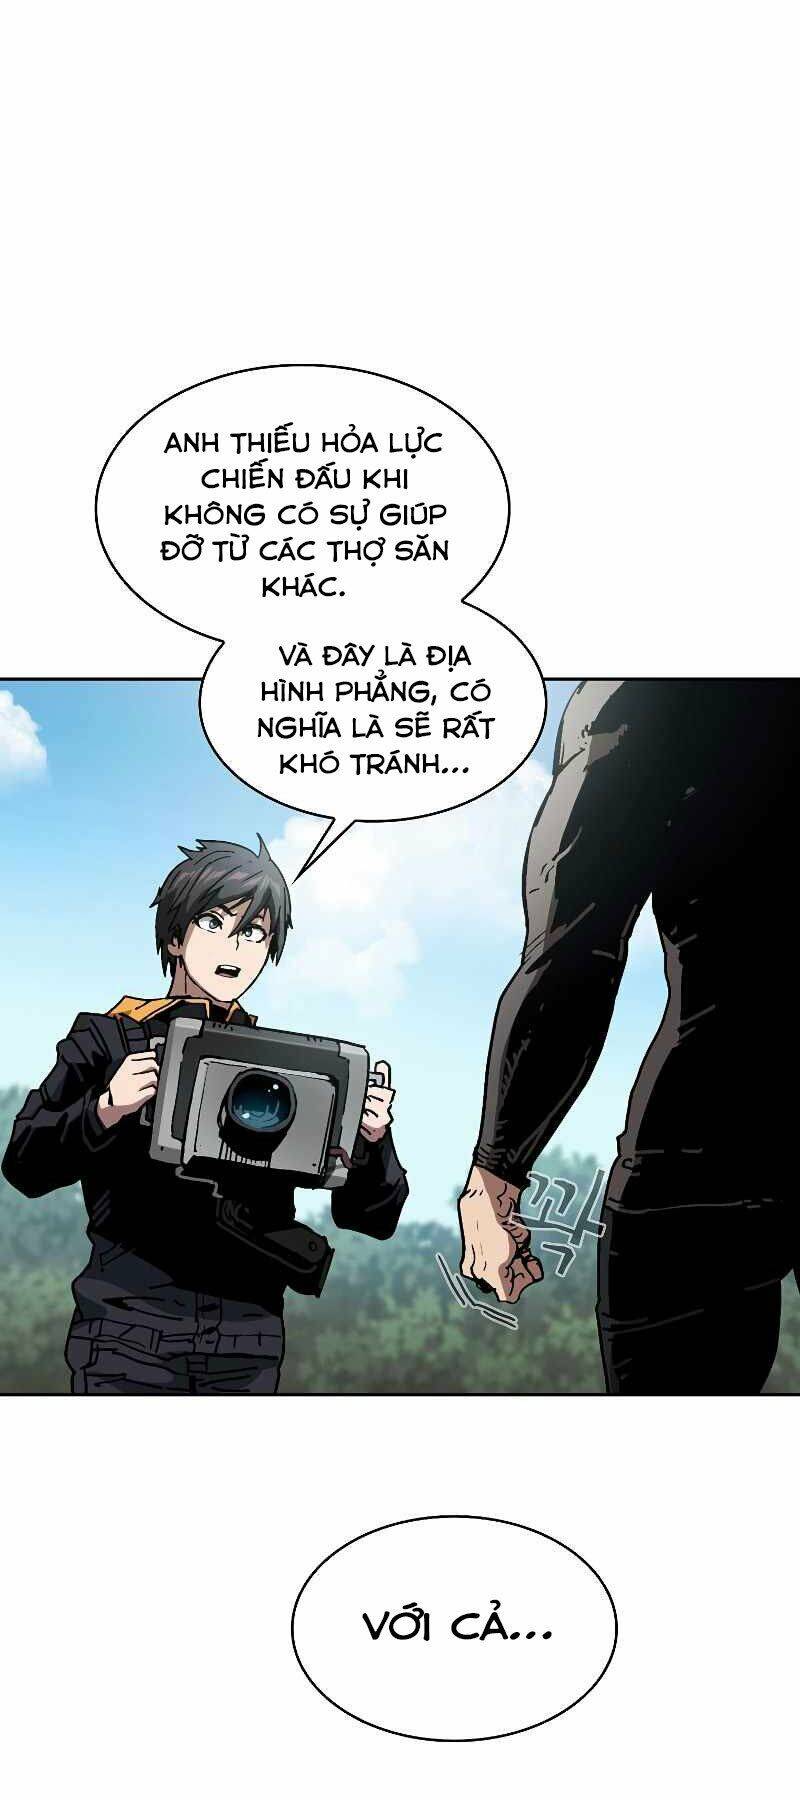 ANH THIẾU HỎA LỰC
CHIẾN ĐẤU KHI
KHÔNG CÓ SỰ GIÚP
ĐỠ TỪ CÁC THỢ SĂN
KHÁC.
VÀ ĐÂY LÀ ĐỊA
HÌNH PHẲNG, CÓ
NGHĨA LÀ SẼ RẤT
KHÓ TRÁNH...
꽉
VỚI CẢ...